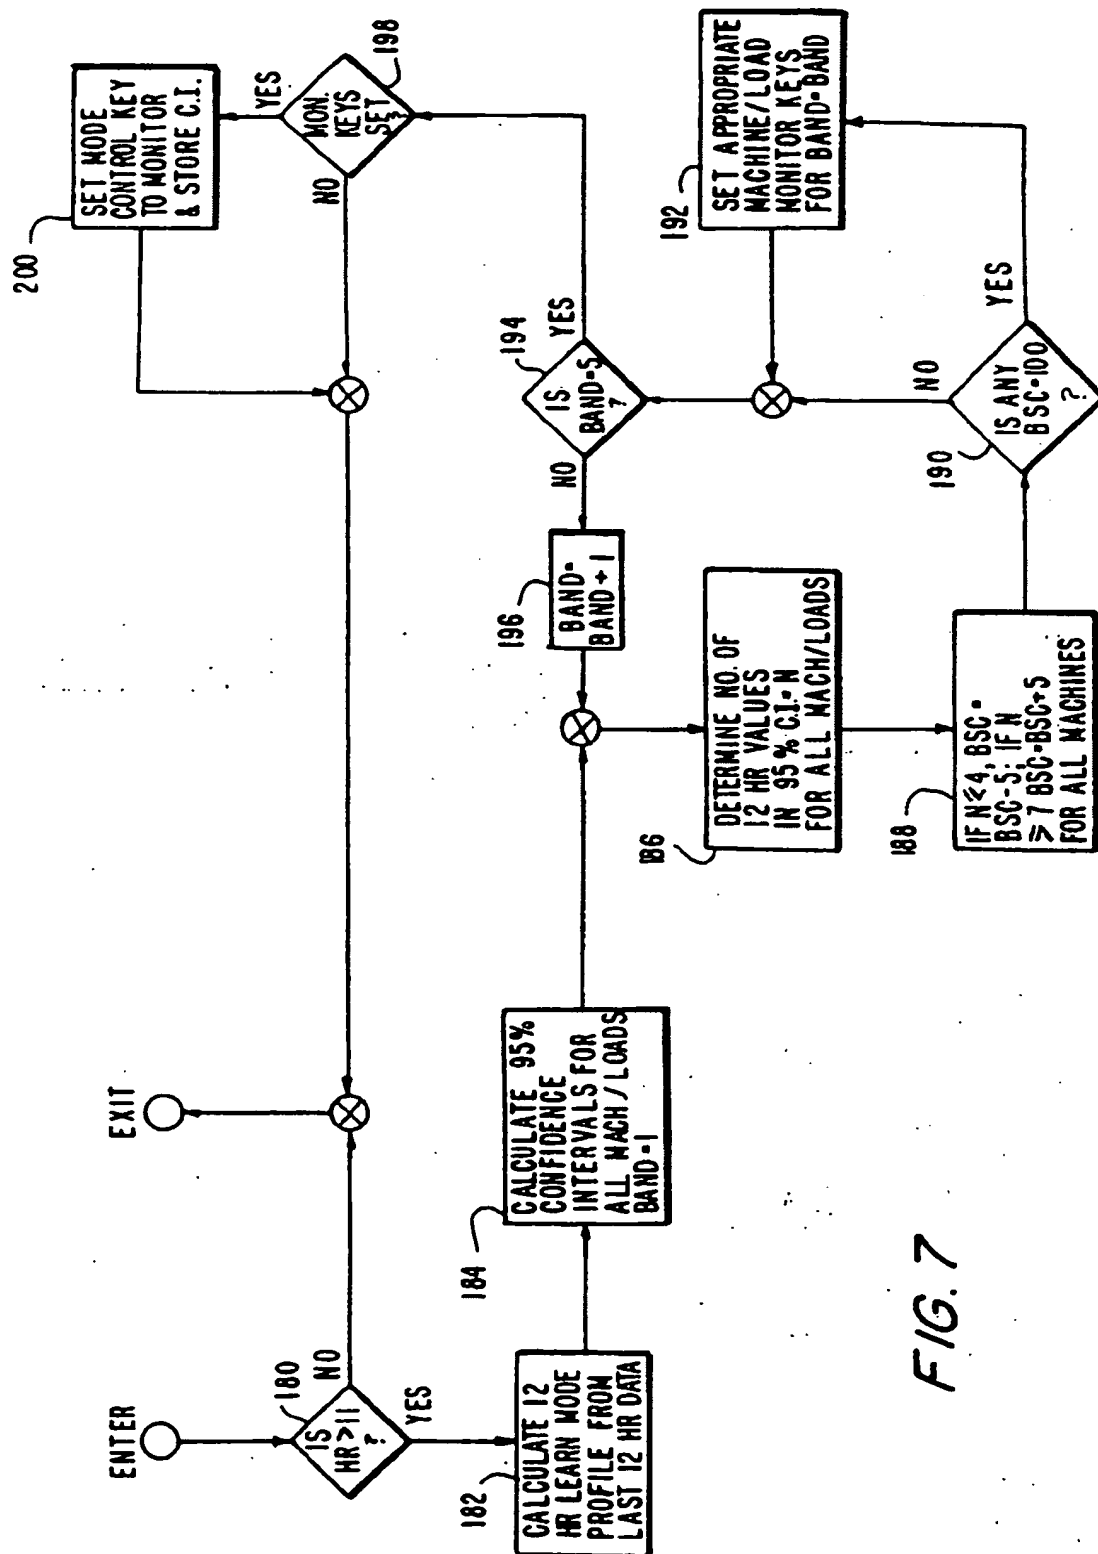 ENTER
IS
HR>11
?
180
NO
YES
EXIT
182
CALCULATE 12
HR LEARN MODE
PROFILE FROM
LAST 12 HR DATA
184
CALCULATE 95%
CONFIDENCE
INTERVALS FOR
ALL MACH/LOADS
BAND=1
186
DETERMINE NO. OF
12 HR VALUES
IN 95% C.I.=N
FOR ALL MACH/LOADS
188
IF N≤4, BSC=
BSC-5; IF N
≥7 BSC=BSC+5
FOR ALL MACHINES
190
IS ANY
BSC=100
?
NO
YES
192
SET APPROPRIATE
MACHINE/LOAD
MONITOR KEYS
FOR BAND=BAND
194
IS
BAND=5
?
NO
YES
196
BAND=
BAND+1
198
MON.
KEYS
SET?
NO
YES
200
SET MODE
CONTROL KEY
TO MONITOR
& STORE C.I.
FIG. 7